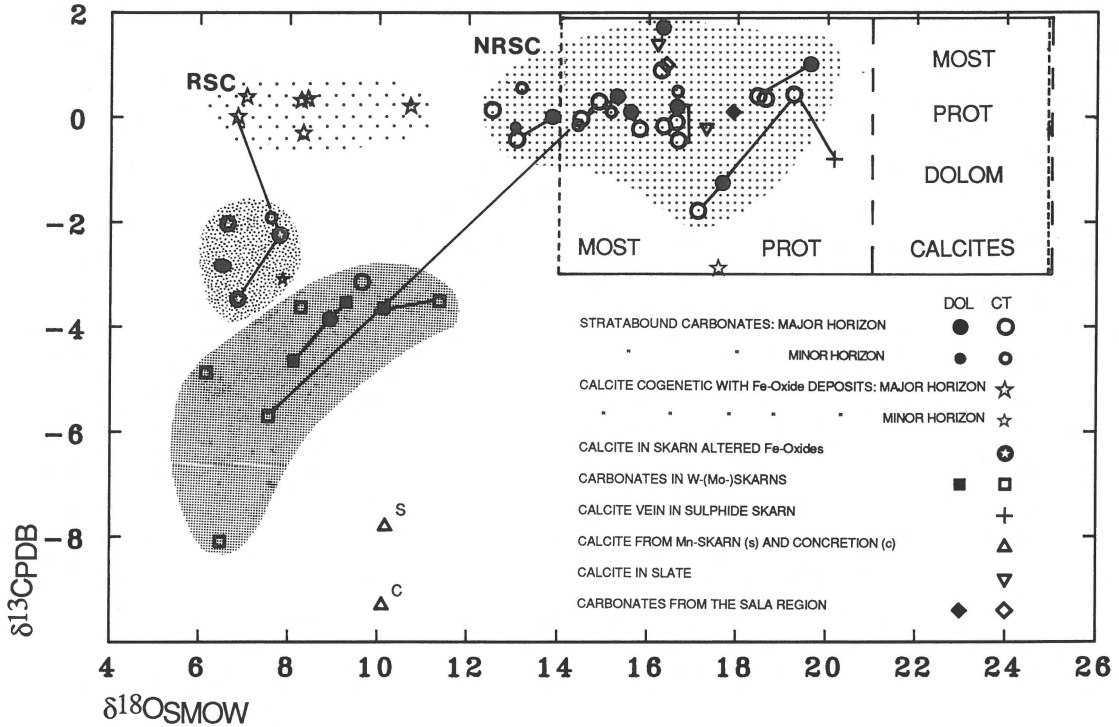 2
0
−2
−4
−6
−8
δ13CPDB
4 6 8 10 12 14 16 18 20 22 24 26
δ18OSMOW
RSC
NRSC
MOST
PROT
DOLOM
MOST PROT CALCITES
DOL CT
STRATABOUND CARBONATES: MAJOR HORIZON
" " MINOR HORIZON
CALCITE COGENETIC WITH Fe-OXIDE DEPOSITS: MAJOR HORIZON
" " " " " MINOR HORIZON
CALCITE IN SKARN ALTERED Fe-OXIDES
CARBONATES IN W-(Mo-)SKARNS
CALCITE VEIN IN SULPHIDE SKARN
CALCITE FROM Mn-SKARN (s) AND CONCRETION (c)
CALCITE IN SLATE
CARBONATES FROM THE SALA REGION
S
C